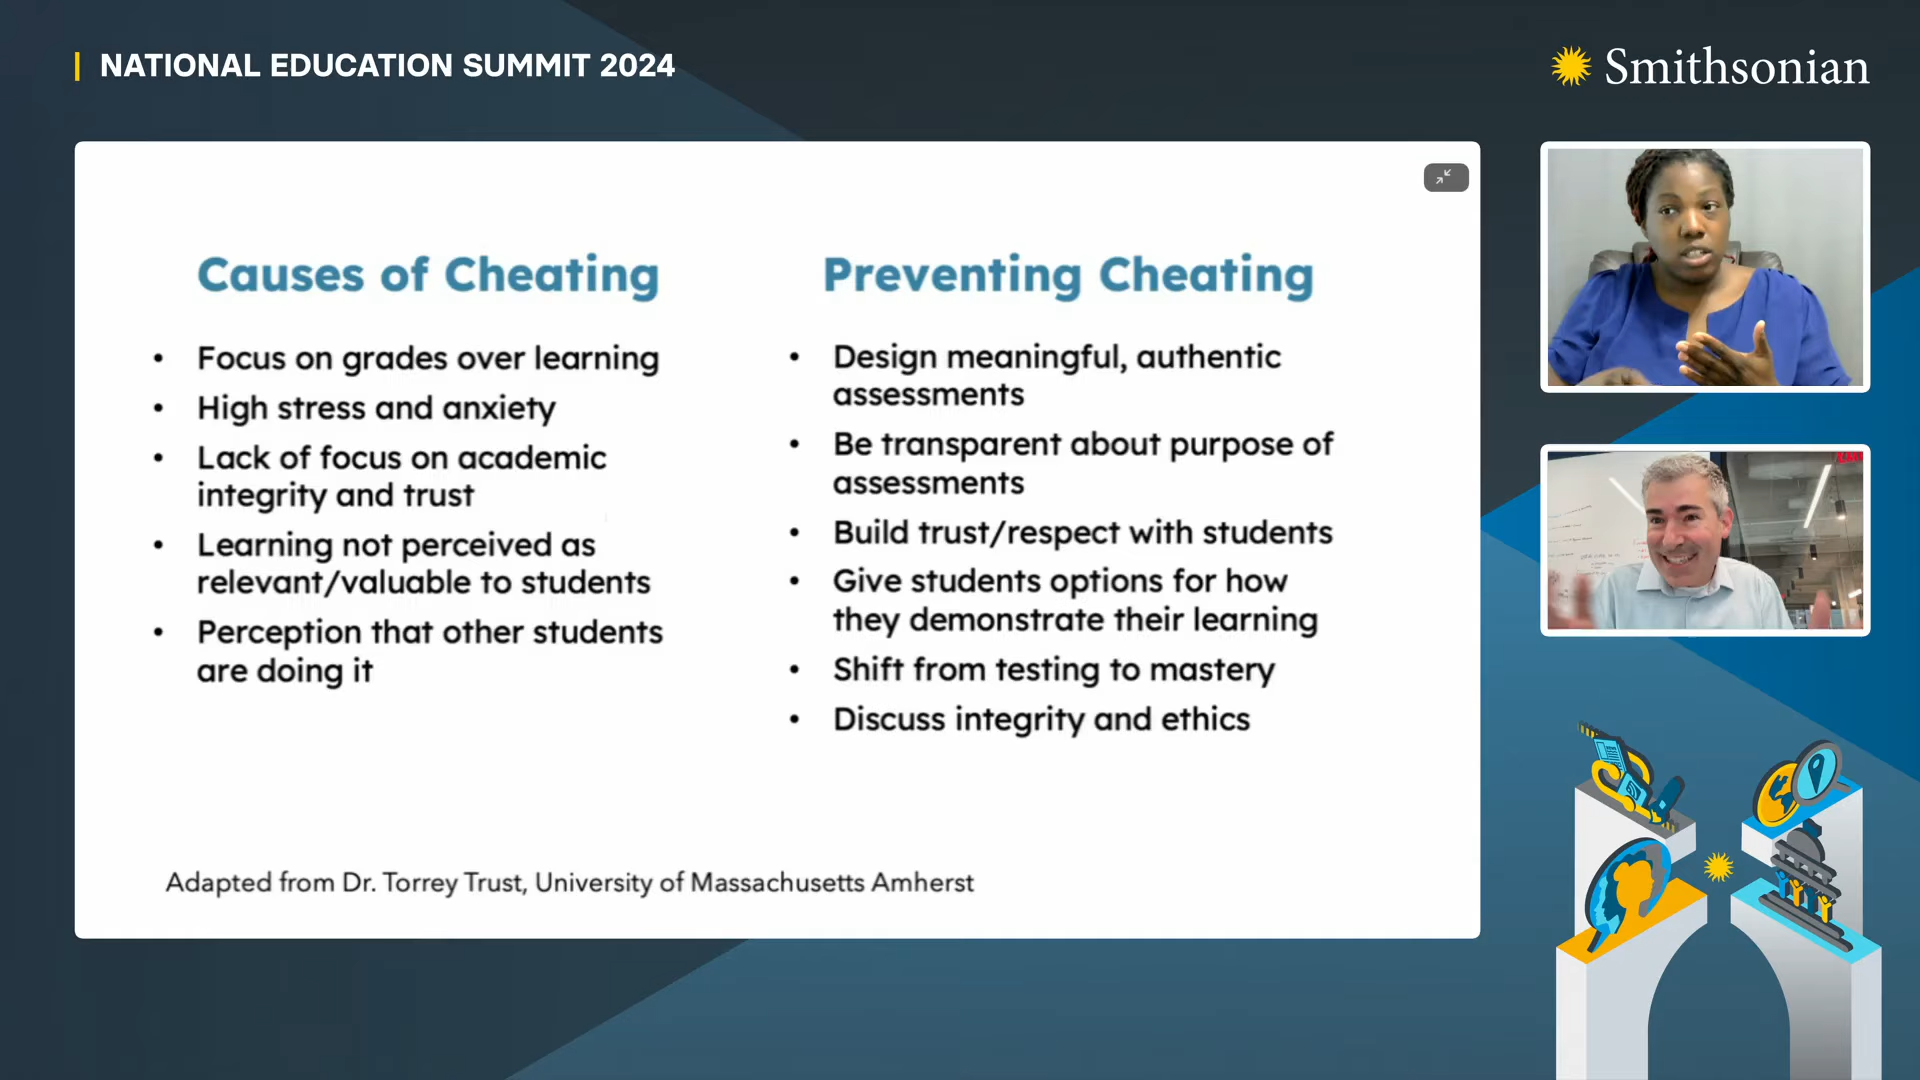 NATIONAL EDUCATION SUMMIT 2024
Smithsonian
Causes of Cheating
• Focus on grades over learning
• High stress and anxiety
• Lack of focus on academic
integrity and trust
• Learning not perceived as
relevant/valuable to students
• Perception that other students
are doing it
Preventing Cheating
• Design meaningful, authentic
assessments
• Be transparent about purpose of
assessments
• Build trust/respect with students
• Give students options for how
they demonstrate their learning
• Shift from testing to mastery
• Discuss integrity and ethics
Adapted from Dr. Torrey Trust, University of Massachusetts Amherst